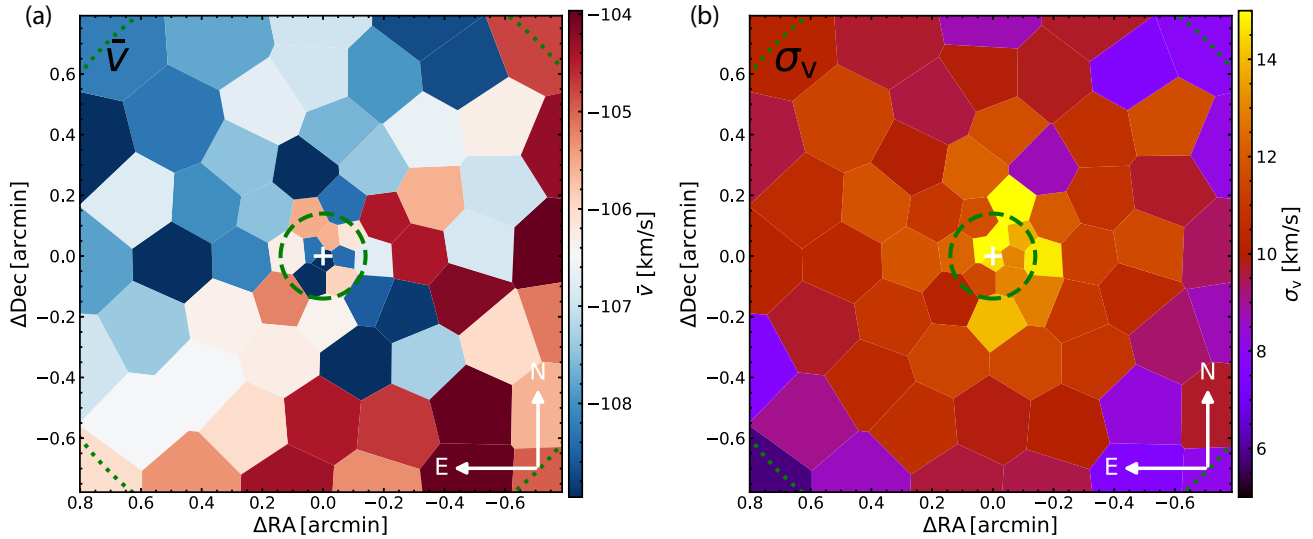 (a)
v̄
N
E
0.6
0.4
0.2
0.0
−0.2
−0.4
−0.6
ΔDec [arcmin]
0.8 0.6 0.4 0.2 0.0 −0.2 −0.4 −0.6
ΔRA [arcmin]
−104
−105
−106
−107
−108
v̄ [km/s]
(b)
σv
N
E
0.6
0.4
0.2
0.0
−0.2
−0.4
−0.6
ΔDec [arcmin]
0.8 0.6 0.4 0.2 0.0 −0.2 −0.4 −0.6
ΔRA [arcmin]
14
12
10
8
6
σv [km/s]